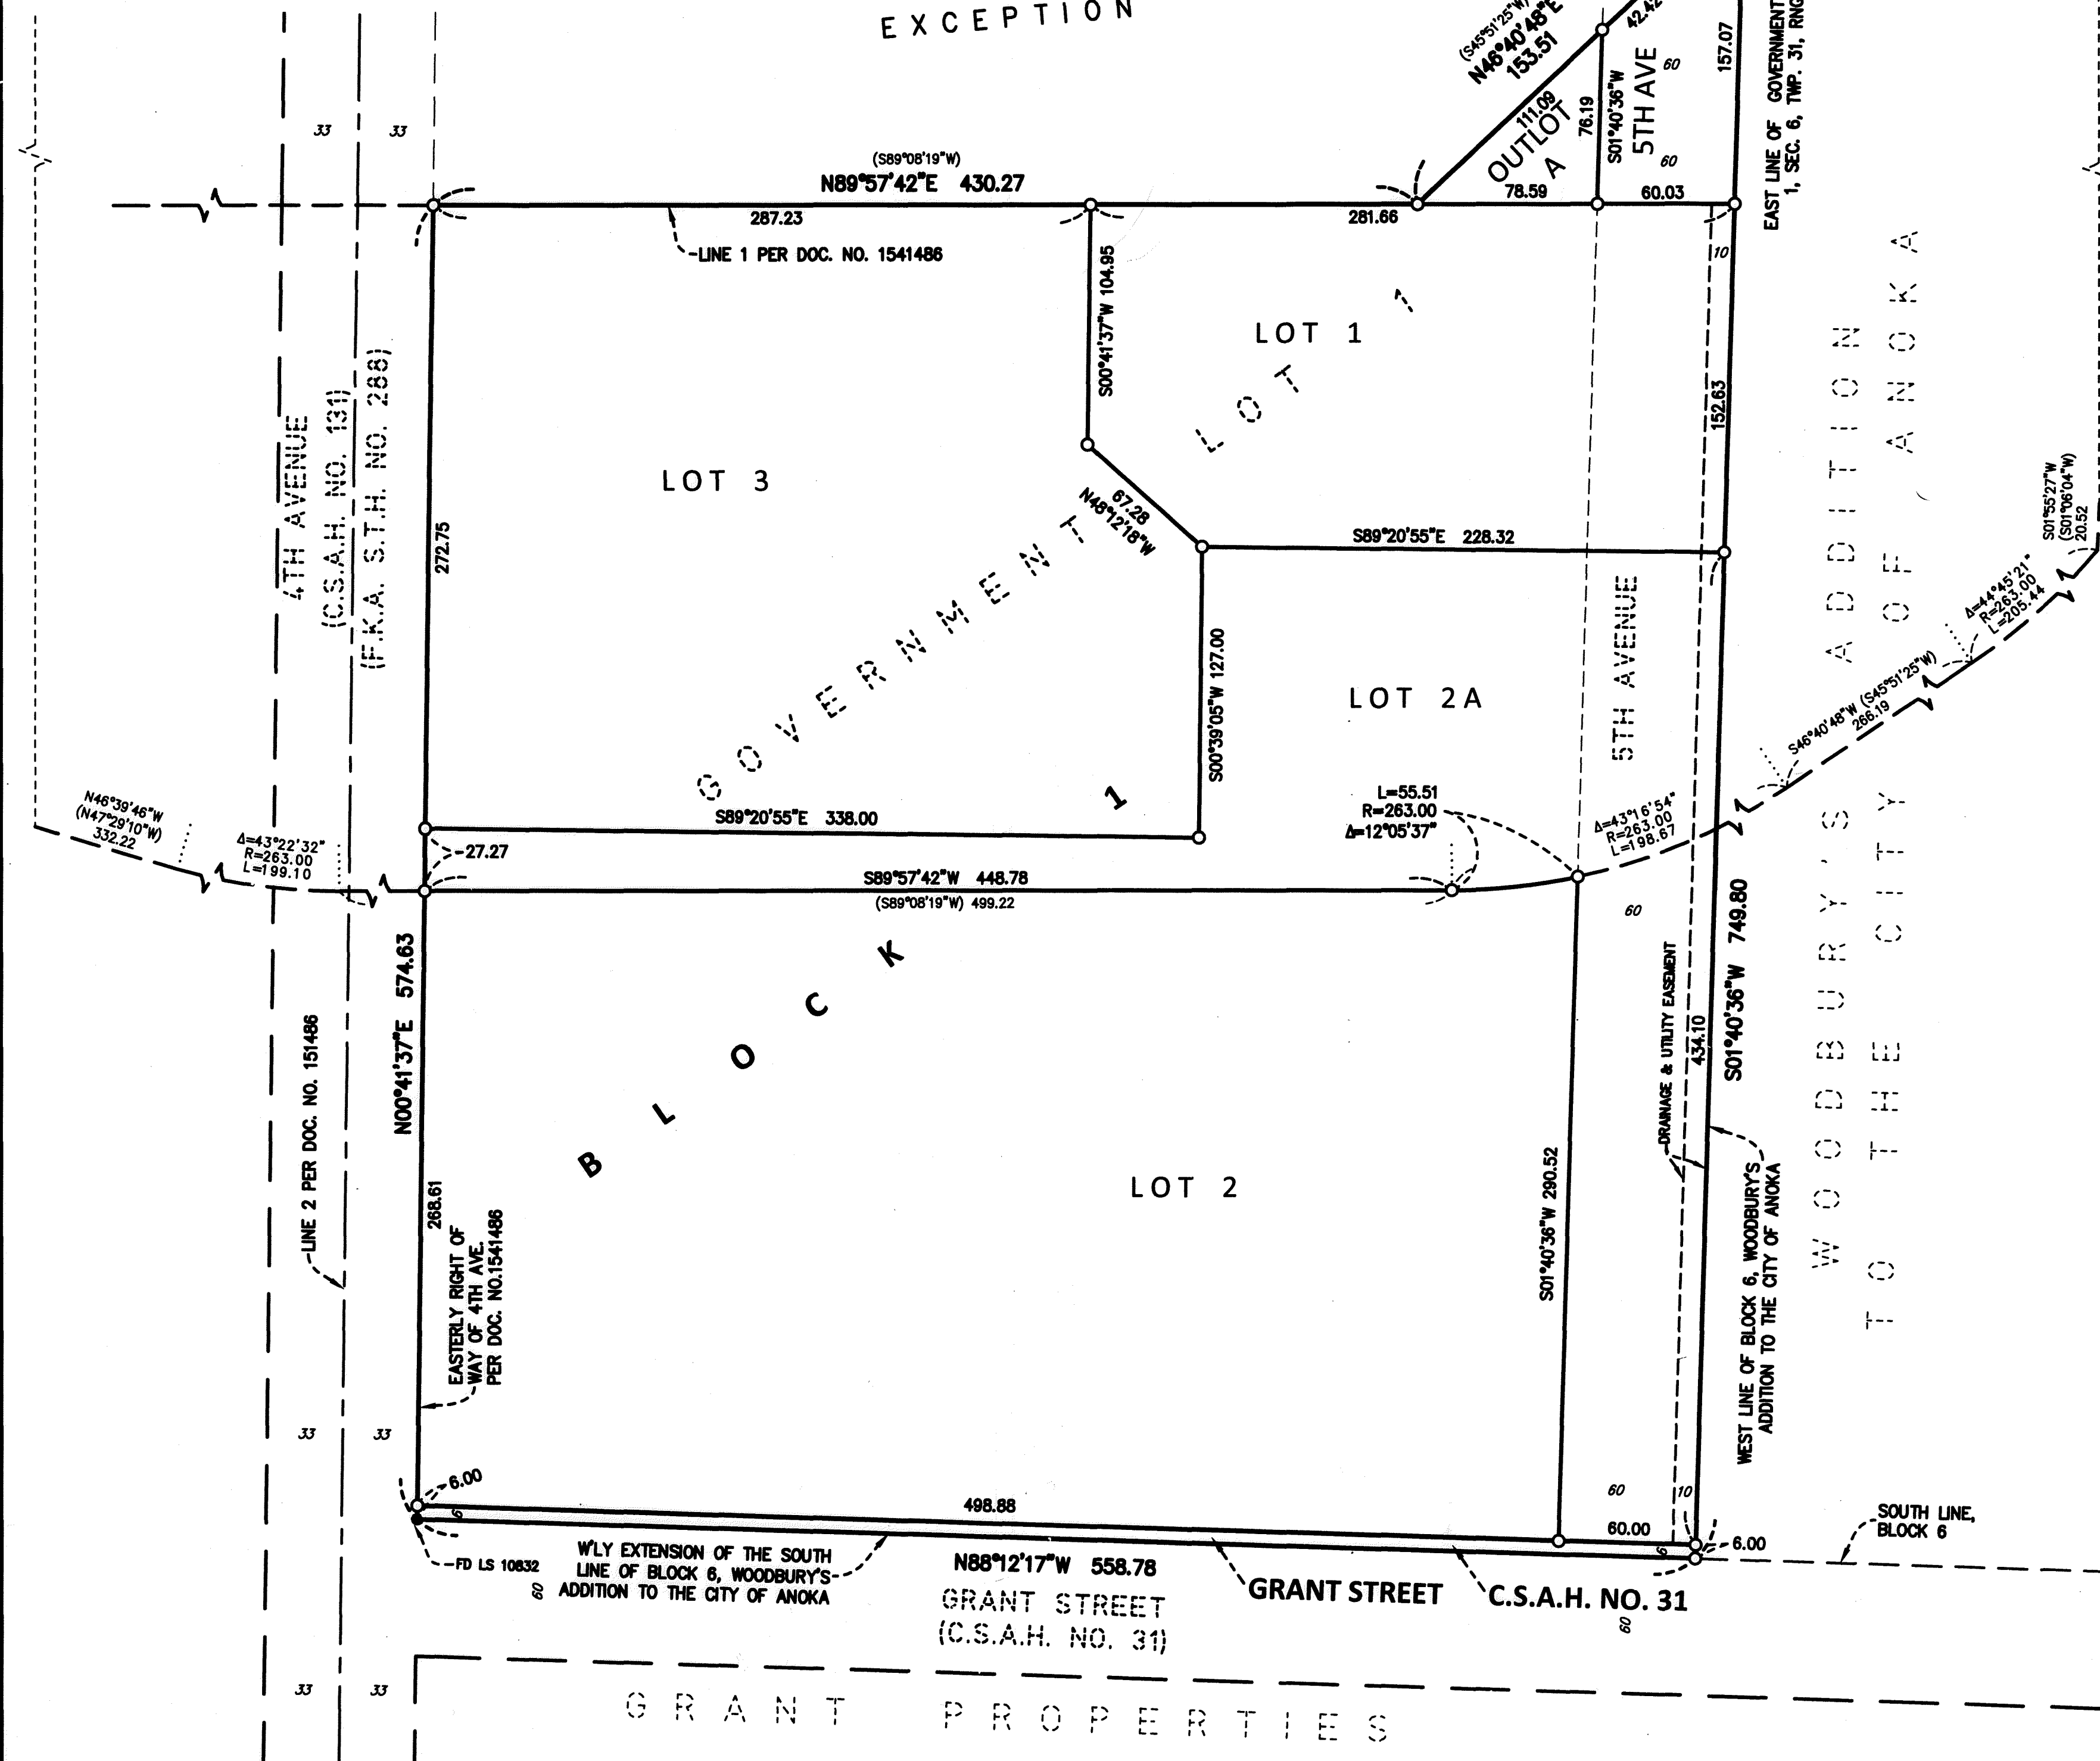 EXCEPTION
(S45°51'25"W)
N46°40'48"E
153.51
42.42
111.09
OUTLOT
A
76.19
S01°40'36"W
5TH AVE
60
60
157.07
EAST LINE OF GOVERNMENT
1, SEC. 6, TWP. 31, RNG
33
33
(S89°08'19"W)
N89°57'42"E 430.27
287.23
281.66
78.59
60.03
10
LINE 1 PER DOC. NO. 1541486
S00°41'37"W 104.95
LOT 1
GOVERNMENT LOT 1
LOT 3
152.63
4TH AVENUE
(C.S.A.H. NO. 131)
(F.K.A. S.T.H. NO. 288)
272.75
67.28
N48°12'18"W
S89°20'55"E 228.32
S00°39'05"W 127.00
LOT 2A
5TH AVENUE
WOODBURY'S ADDITION
TO THE CITY OF ANOKA
S01°55'27"W
(S01°06'04"W)
20.52
Δ=44°45'21"
R=263.00
L=205.44
S46°40'48"W (S45°51'25"W)
266.19
Δ=43°16'54"
R=263.00
L=198.67
L=55.51
R=263.00
Δ=12°05'37"
N46°39'46"W
(N47°29'10"W)
332.22
Δ=43°22'32"
R=263.00
L=199.10
S89°20'55"E 338.00
27.27
S89°57'42"W 448.78
(S89°08'19"W) 499.22
60
BLOCK 1
N00°41'37"E 574.63
LINE 2 PER DOC. NO. 151486
268.61
EASTERLY RIGHT OF
WAY OF 4TH AVE.
PER DOC. NO.1541486
LOT 2
S01°40'36"W 290.52
DRAINAGE & UTILITY EASEMENT
434.10
S01°40'36"W 749.80
WEST LINE OF BLOCK 6, WOODBURY'S
ADDITION TO THE CITY OF ANOKA
33
33
6.00
6
498.88
60
10
60.00
6
6.00
SOUTH LINE,
BLOCK 6
FD LS 10832
W'LY EXTENSION OF THE SOUTH
LINE OF BLOCK 6, WOODBURY'S
ADDITION TO THE CITY OF ANOKA
60
N88°12'17"W 558.78
GRANT STREET
(C.S.A.H. NO. 31)
GRANT STREET
C.S.A.H. NO. 31
60
33
33
GRANT PROPERTIES